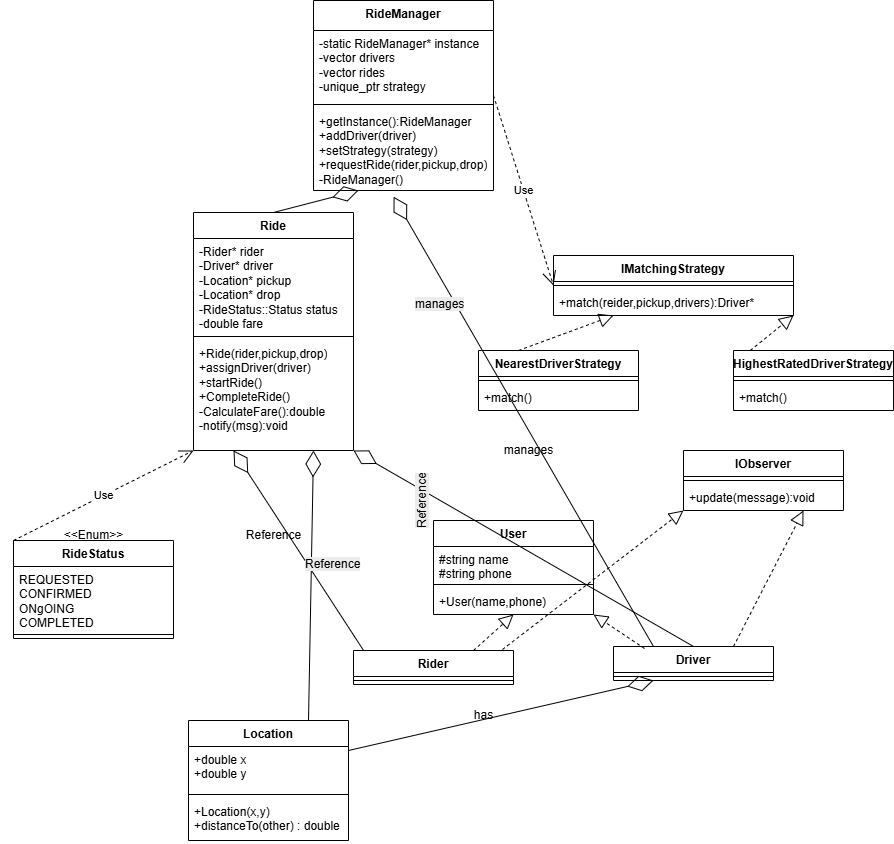 RideManager
-static RideManager* instance
-vector drivers
-vector rides
-unique_ptr strategy
+getInstance():RideManager
+addDriver(driver)
+setStrategy(strategy)
+requestRide(rider,pickup,drop)
-RideManager()
Use
Ride
-Rider* rider
-Driver* driver
-Location* pickup
-Location* drop
-RideStatus::Status status
-double fare
+Ride(rider,pickup,drop)
+assignDriver(driver)
+startRide()
+CompleteRide()
-CalculateFare():double
-notify(msg):void
manages
IMatchingStrategy
+match(reider,pickup,drivers):Driver*
NearestDriverStrategy
+match()
HighestRatedDriverStrategy
+match()
manages
IObserver
+update(message):void
Use
Reference
Reference
Reference
<<Enum>>
RideStatus
REQUESTED
CONFIRMED
ONgOING
COMPLETED
User
#string name
#string phone
+User(name,phone)
Rider
Driver
has
Location
+double x
+double y
+Location(x,y)
+distanceTo(other) : double